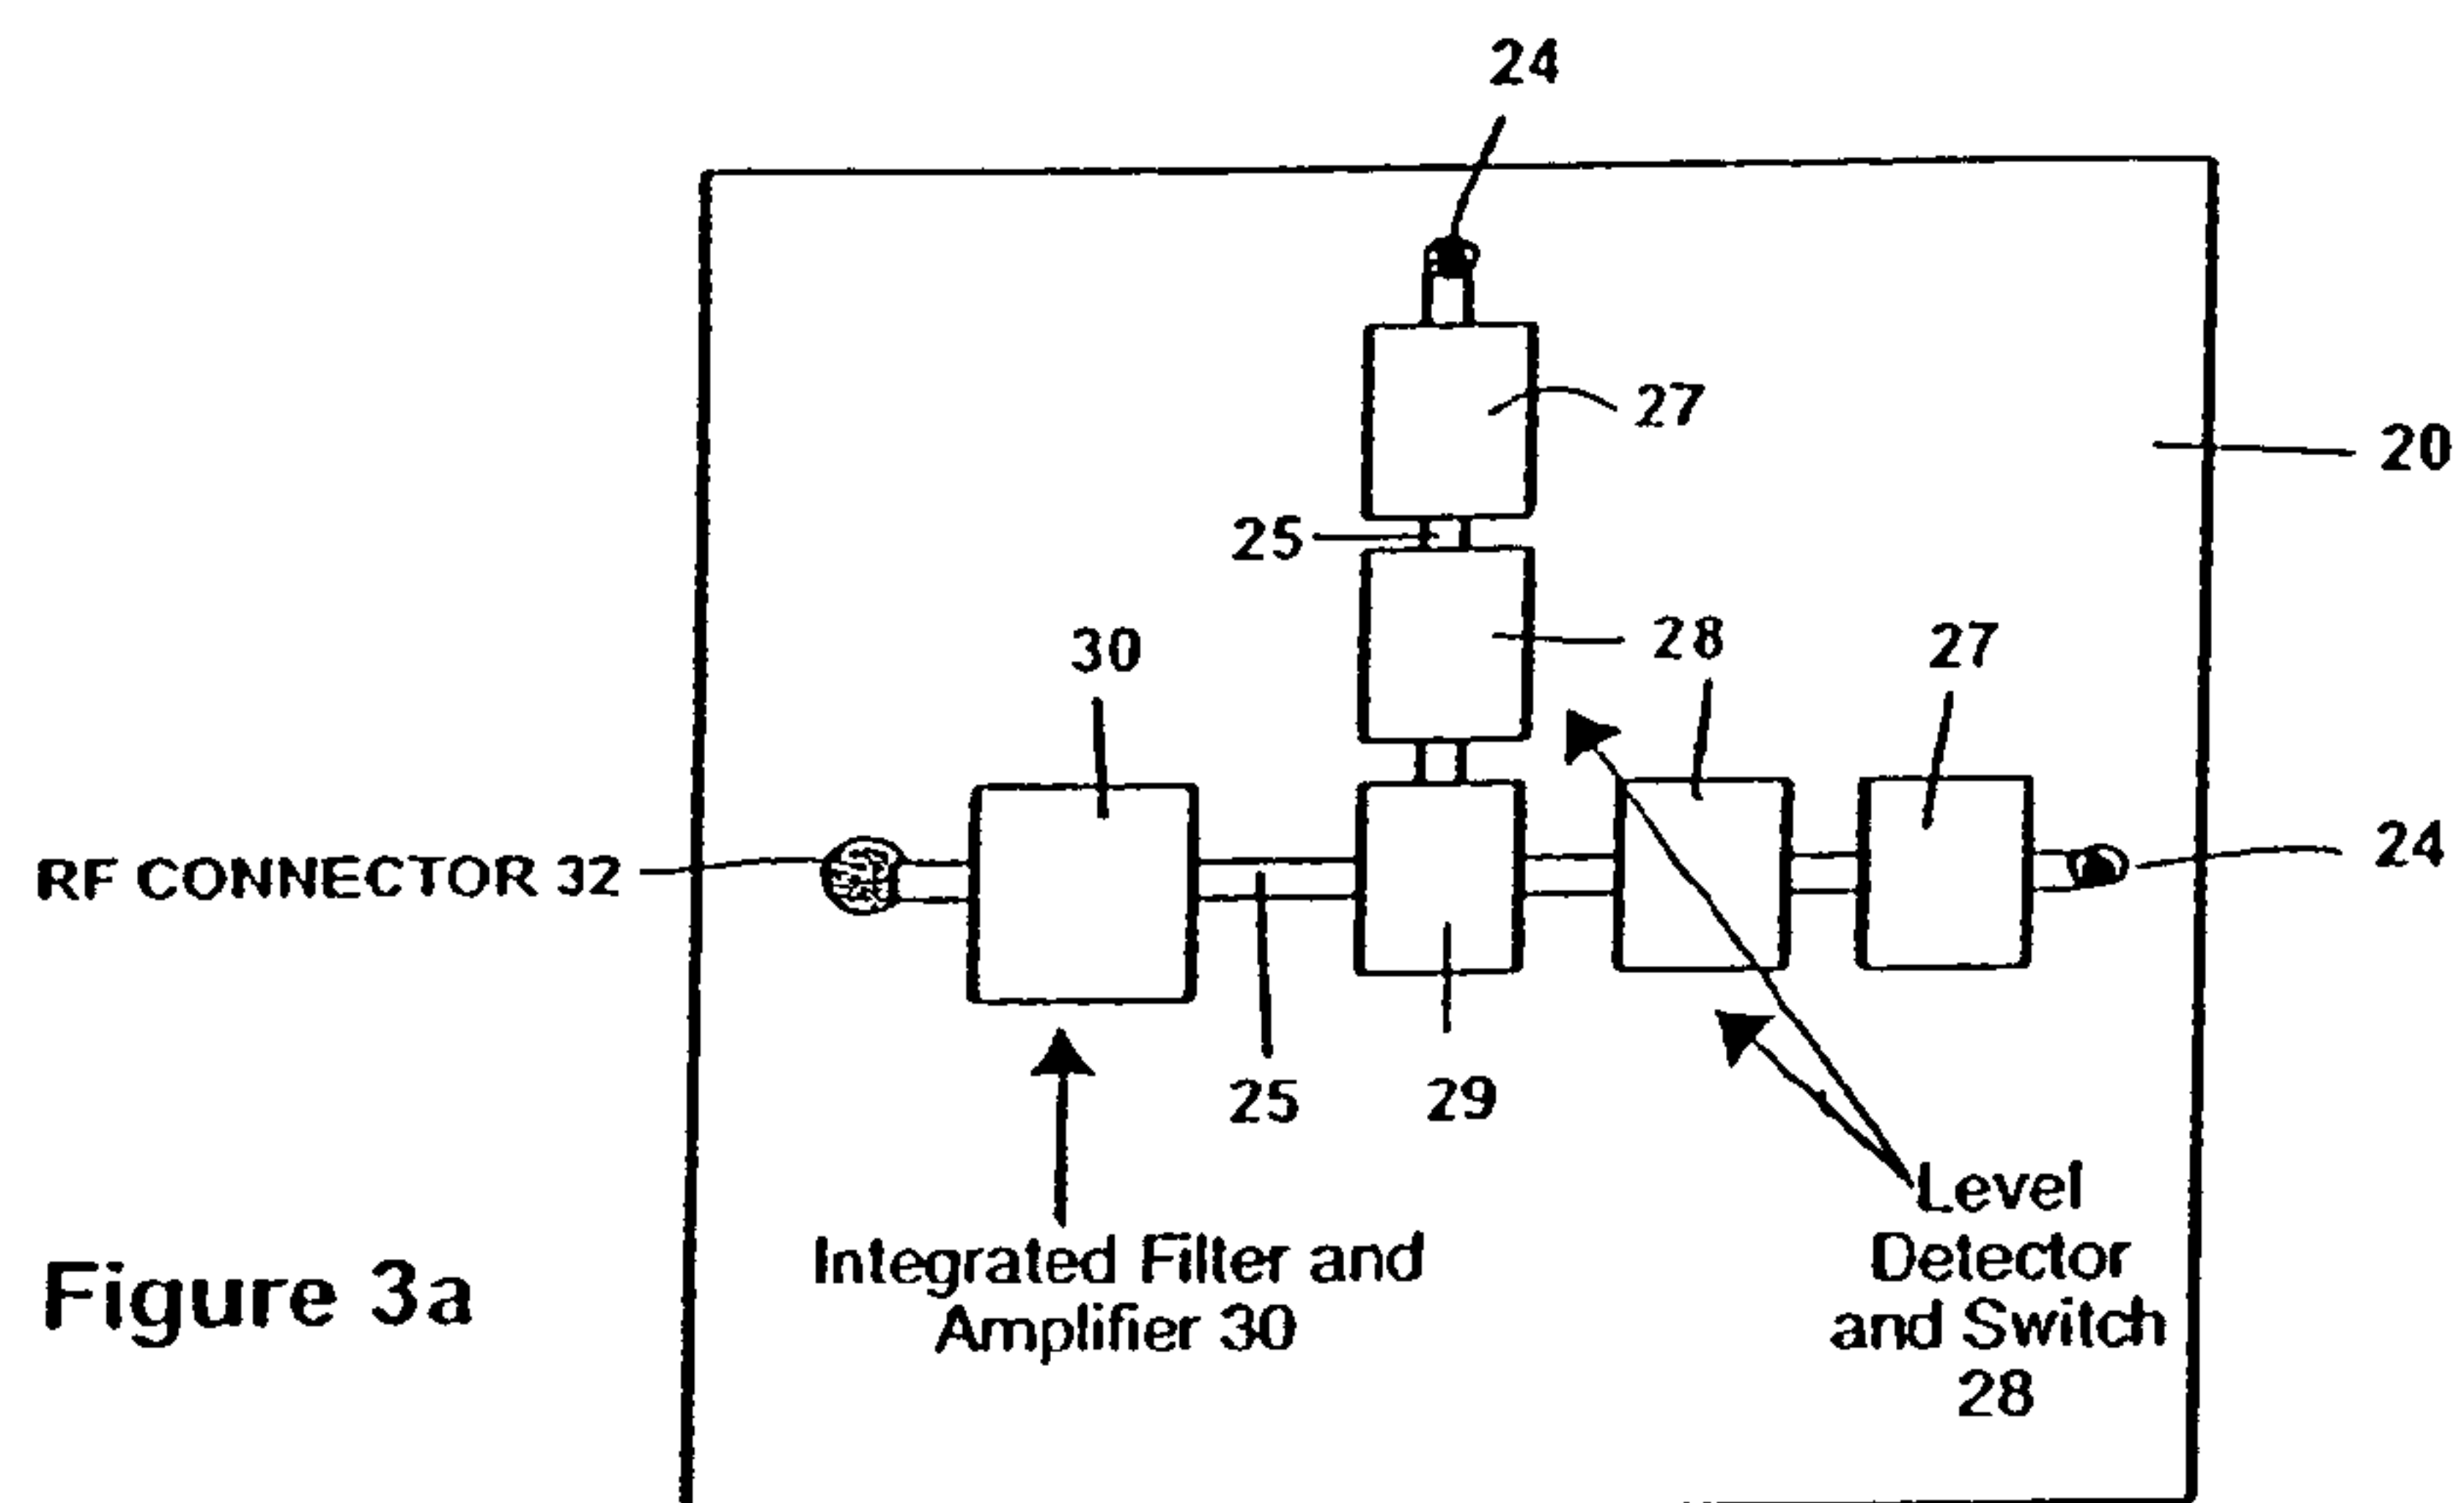 24
27
20
25
28
27
30
24
RF CONNECTOR 32
25
29
Level
Detector
and Switch
28
Integrated Filter and
Amplifier 30
Figure 3a